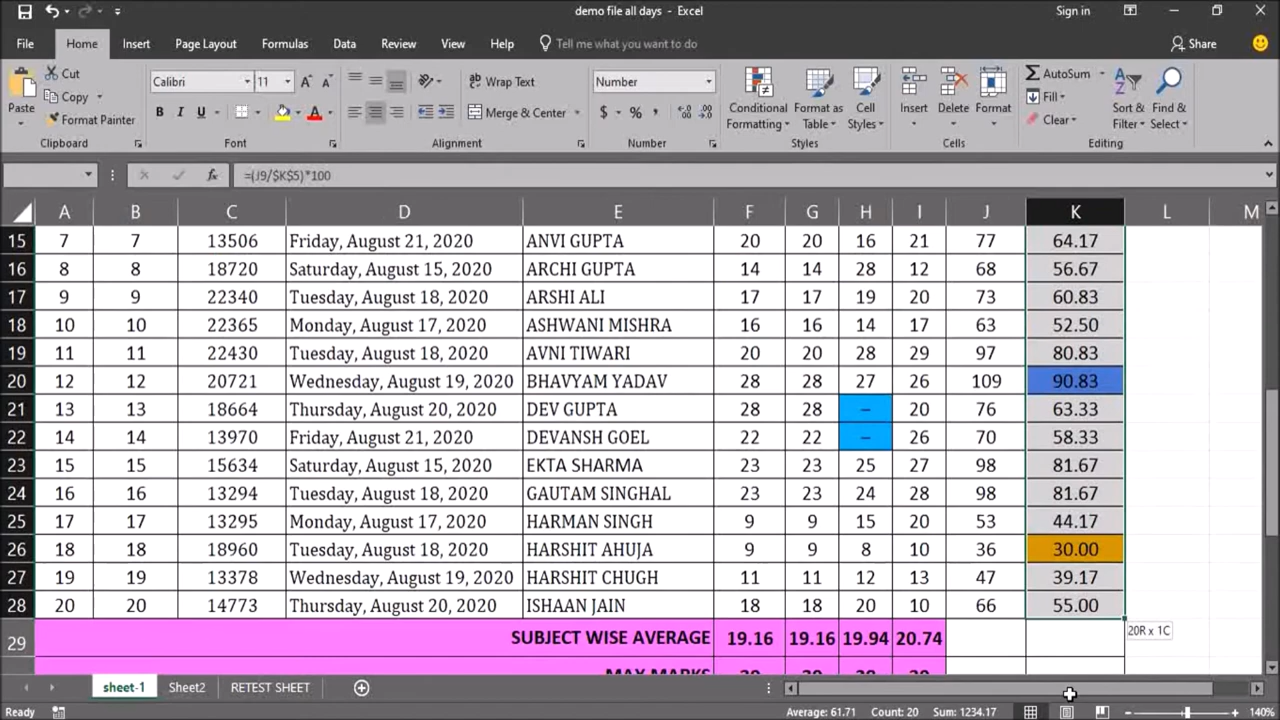 demo file all days - Excel
Sign in
File Home Insert Page Layout Formulas Data Review View Help Tell me what you want to do Share
Paste
Cut
Copy
Format Painter
Clipboard
Calibri 11
B I U
Font
Wrap Text
Merge & Center
Alignment
Number
$ % ,
Number
Conditional Formatting
Format as Table
Cell Styles
Styles
Insert Delete Format
Cells
AutoSum
Fill
Clear
Sort & Filter
Find & Select
Editing
fx =(J9/$K$5)*100
A B C D E F G H I J K L M
15 7 7 13506 Friday, August 21, 2020 ANVI GUPTA 20 20 16 21 77 64.17
16 8 8 18720 Saturday, August 15, 2020 ARCHI GUPTA 14 14 28 12 68 56.67
17 9 9 22340 Tuesday, August 18, 2020 ARSHI ALI 17 17 19 20 73 60.83
18 10 10 22365 Monday, August 17, 2020 ASHWANI MISHRA 16 16 14 17 63 52.50
19 11 11 22430 Tuesday, August 18, 2020 AVNI TIWARI 20 20 28 29 97 80.83
20 12 12 20721 Wednesday, August 19, 2020 BHAVYAM YADAV 28 28 27 26 109 90.83
21 13 13 18664 Thursday, August 20, 2020 DEV GUPTA 28 28 – 20 76 63.33
22 14 14 13970 Friday, August 21, 2020 DEVANSH GOEL 22 22 – 26 70 58.33
23 15 15 15634 Saturday, August 15, 2020 EKTA SHARMA 23 23 25 27 98 81.67
24 16 16 13294 Tuesday, August 18, 2020 GAUTAM SINGHAL 23 23 24 28 98 81.67
25 17 17 13295 Monday, August 17, 2020 HARMAN SINGH 9 9 15 20 53 44.17
26 18 18 18960 Tuesday, August 18, 2020 HARSHIT AHUJA 9 9 8 10 36 30.00
27 19 19 13378 Wednesday, August 19, 2020 HARSHIT CHUGH 11 11 12 13 47 39.17
28 20 20 14773 Thursday, August 20, 2020 ISHAAN JAIN 18 18 20 10 66 55.00
29 SUBJECT WISE AVERAGE 19.16 19.16 19.94 20.74
20R x 1C
MAX MARKS
sheet-1 Sheet2 RETEST SHEET
Ready Average: 61.71 Count: 20 Sum: 1234.17 140%